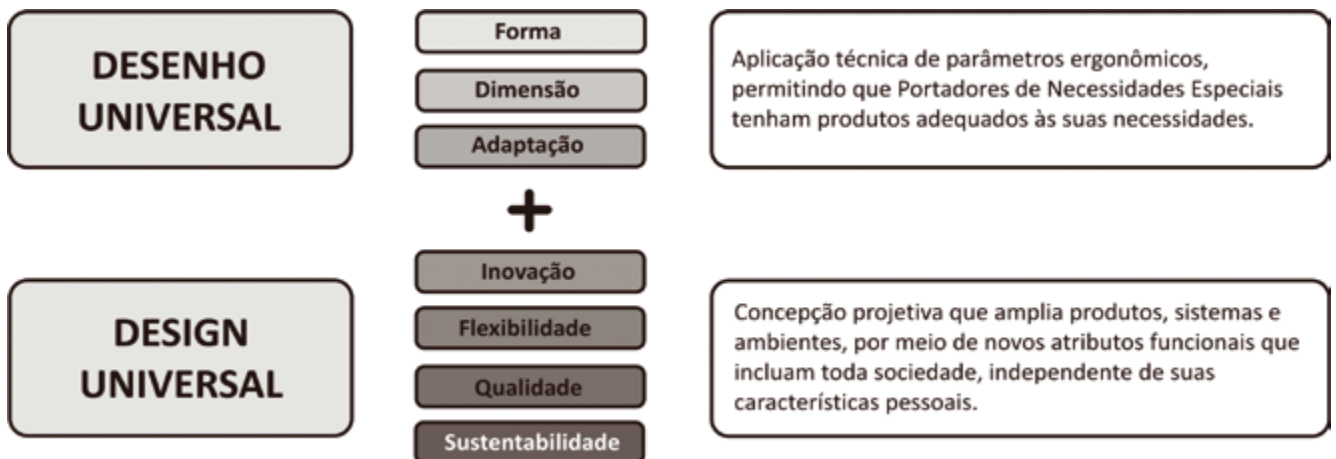 DESENHO
UNIVERSAL
Forma
Dimensão
Adaptação
Aplicação técnica de parâmetros ergonômicos,
permitindo que Portadores de Necessidades Especiais
tenham produtos adequados às suas necessidades.
+
DESIGN
UNIVERSAL
Inovação
Flexibilidade
Qualidade
Sustentabilidade
Concepção projetiva que amplia produtos, sistemas e
ambientes, por meio de novos atributos funcionais que
incluam toda sociedade, independente de suas
características pessoais.